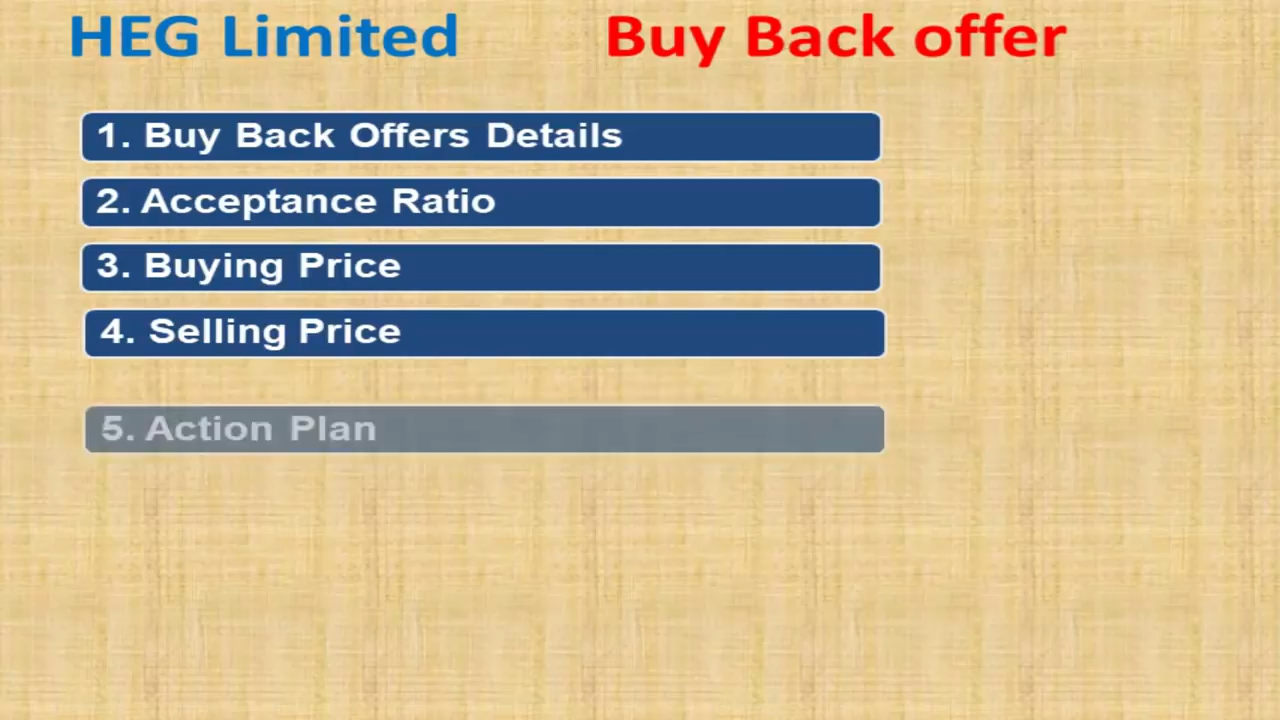 HEG Limited Buy Back offer
1. Buy Back Offers Details
2. Acceptance Ratio
3. Buying Price
4. Selling Price
5. Action Plan